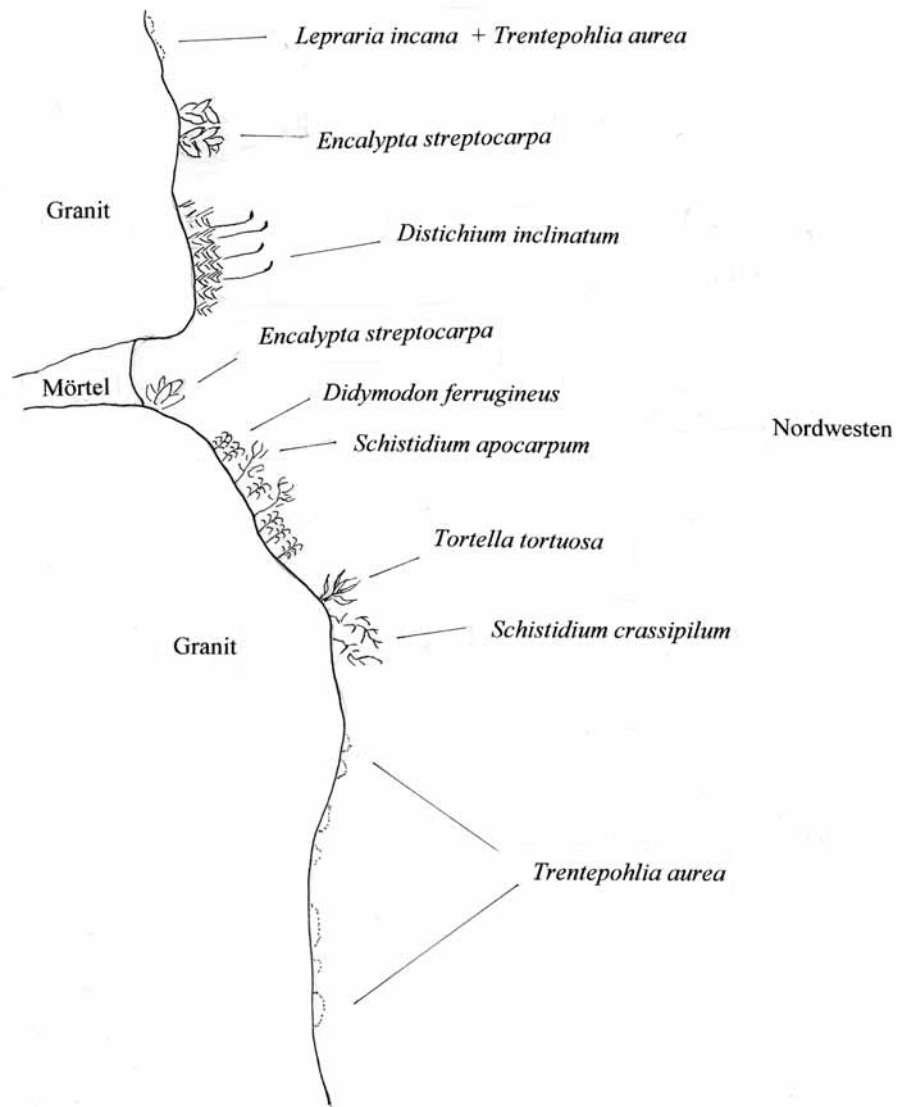 Lepraria incana + Trentepohlia aurea
Encalypta streptocarpa
Granit
Distichium inclinatum
Encalypta streptocarpa
Mörtel
Didymodon ferrugineus
Nordwesten
Schistidium apocarpum
Tortella tortuosa
Schistidium crassipilum
Granit
Trentepohlia aurea